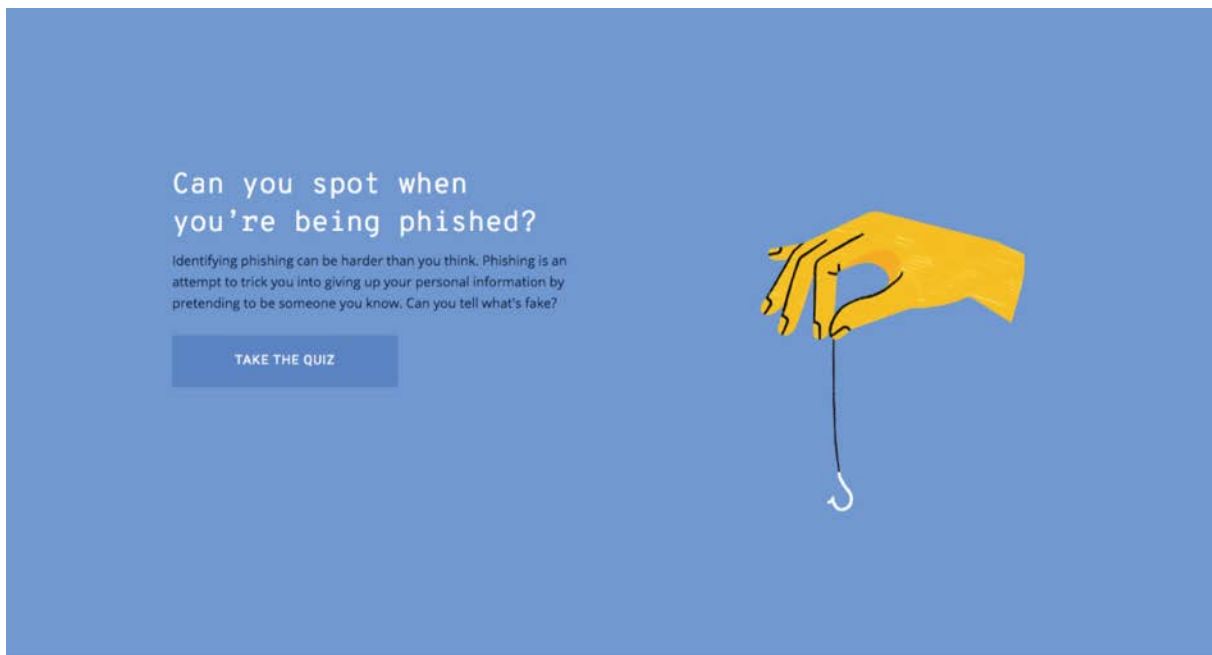 Can you spot when
you’re being phished?
Identifying phishing can be harder than you think. Phishing is an
attempt to trick you into giving up your personal information by
pretending to be someone you know. Can you tell what's fake?
TAKE THE QUIZ